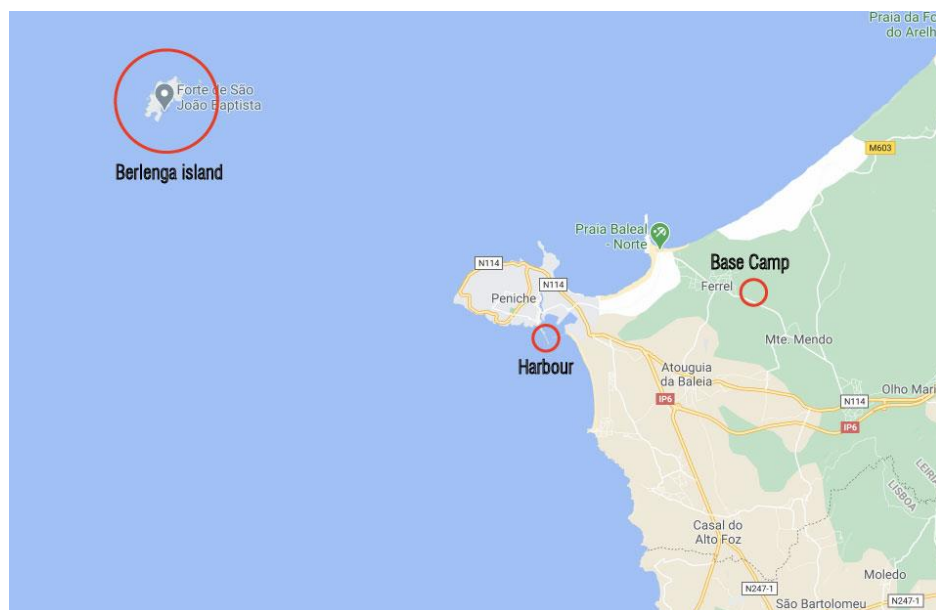 Praia da Fo
do Arelh
Forte de São
João Baptista
Berlenga island
M603
Praia Baleal
- Norte
N114
N114
Base Camp
Ferrel
Peniche
Mte. Mendo
Harbour
Atouguia
da Baleia
Olho Mari
IP6
N114
IP6
LEIRI
LISBOA
Casal do
Alto Foz
Moledo
N247-1
N247-1
São Bartolomeu